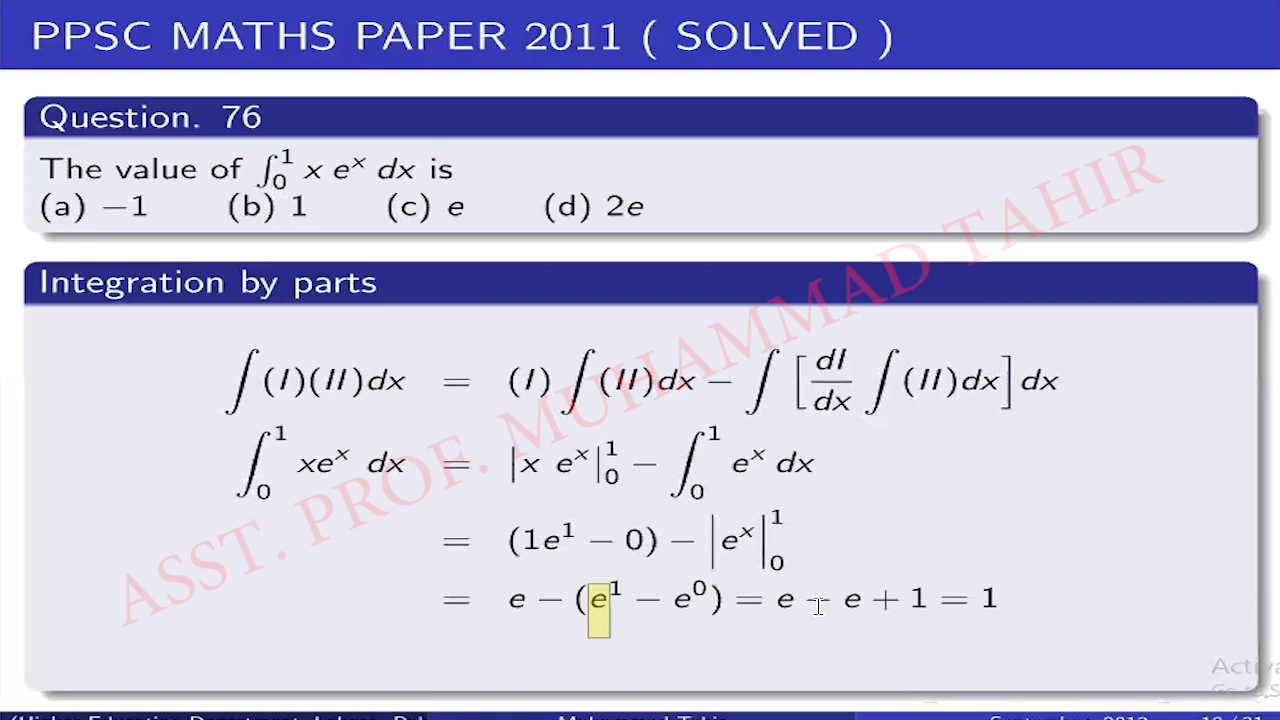 PPSC MATHS PAPER 2011 ( SOLVED )
Question. 76
The value of ∫₀¹ x eˣ dx is
(a) −1 (b) 1 (c) e (d) 2e
Integration by parts
∫(I)(II)dx = (I)∫(II)dx − ∫[dI/dx ∫(II)dx]dx
∫₀¹ xeˣ dx = |x eˣ|₀¹ − ∫₀¹ eˣ dx
= (1e¹ − 0) − |eˣ|₀¹
= e − (e¹ − e⁰) = e − e + 1 = 1
ASST. PROF. MUHAMMAD TAHIR